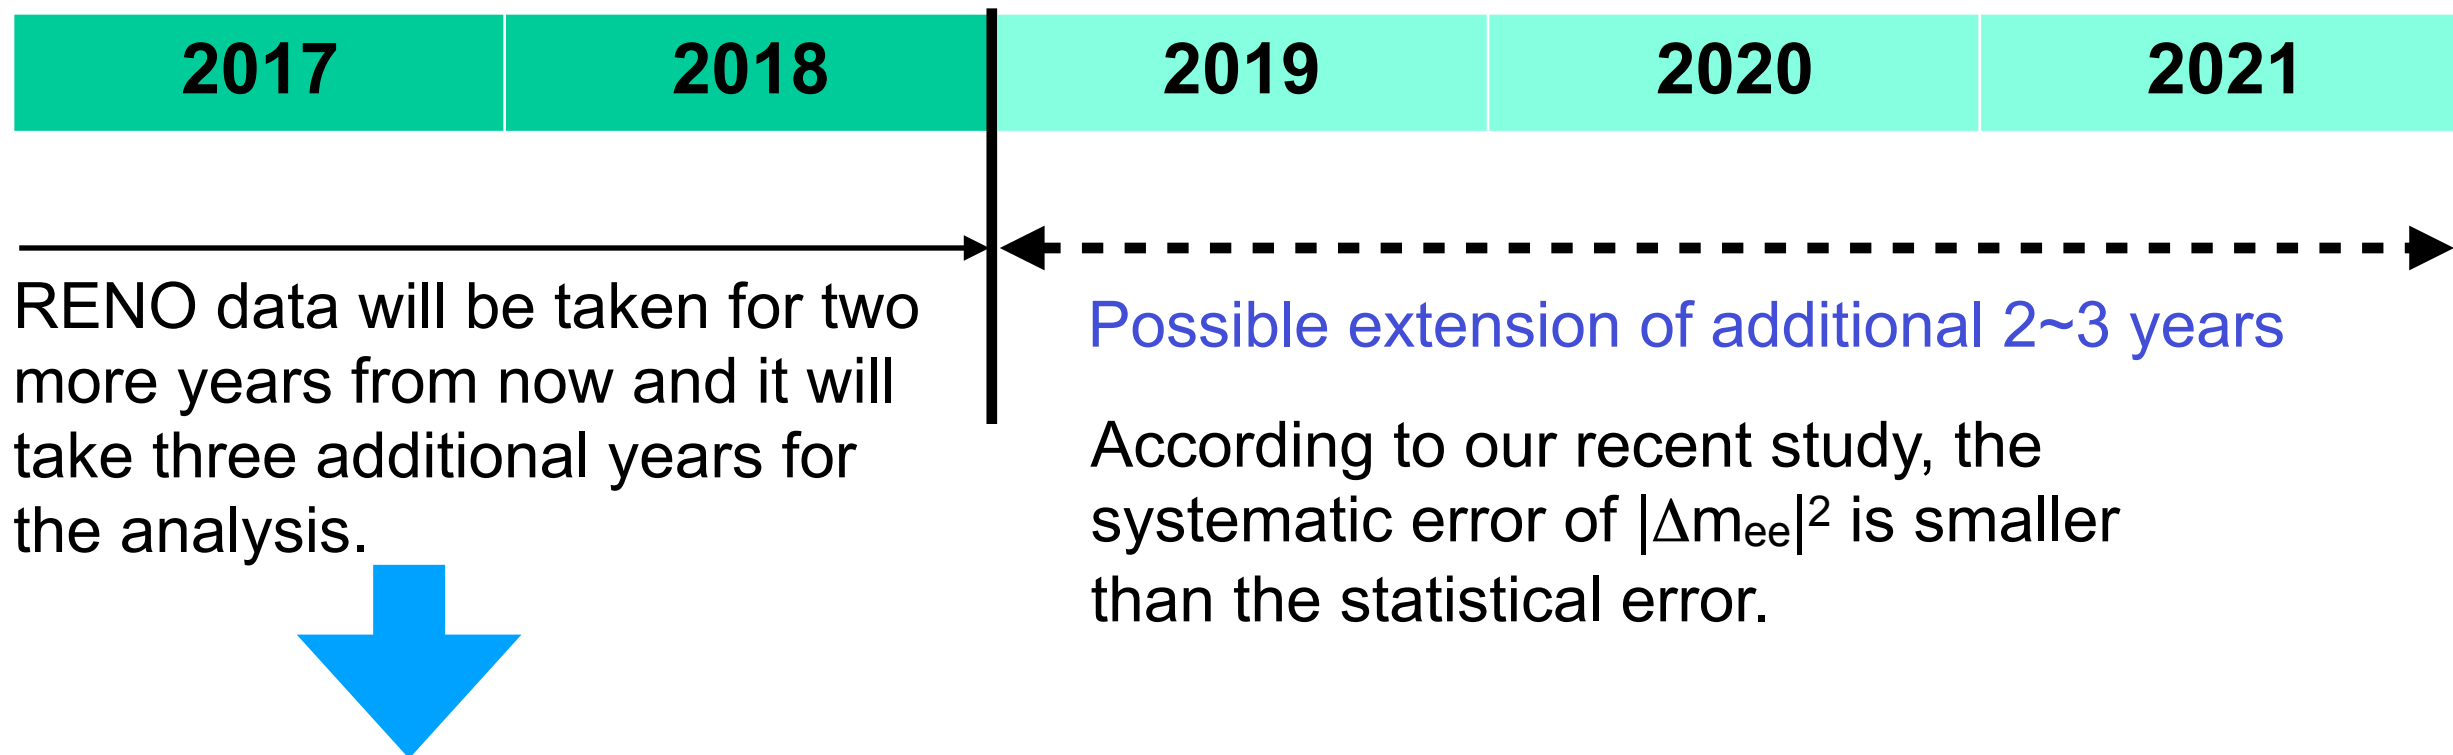 2017 2018 2019 2020 2021
RENO data will be taken for two
more years from now and it will
take three additional years for
the analysis.
Possible extension of additional 2~3 years
According to our recent study, the
systematic error of |Δmee|² is smaller
than the statistical error.